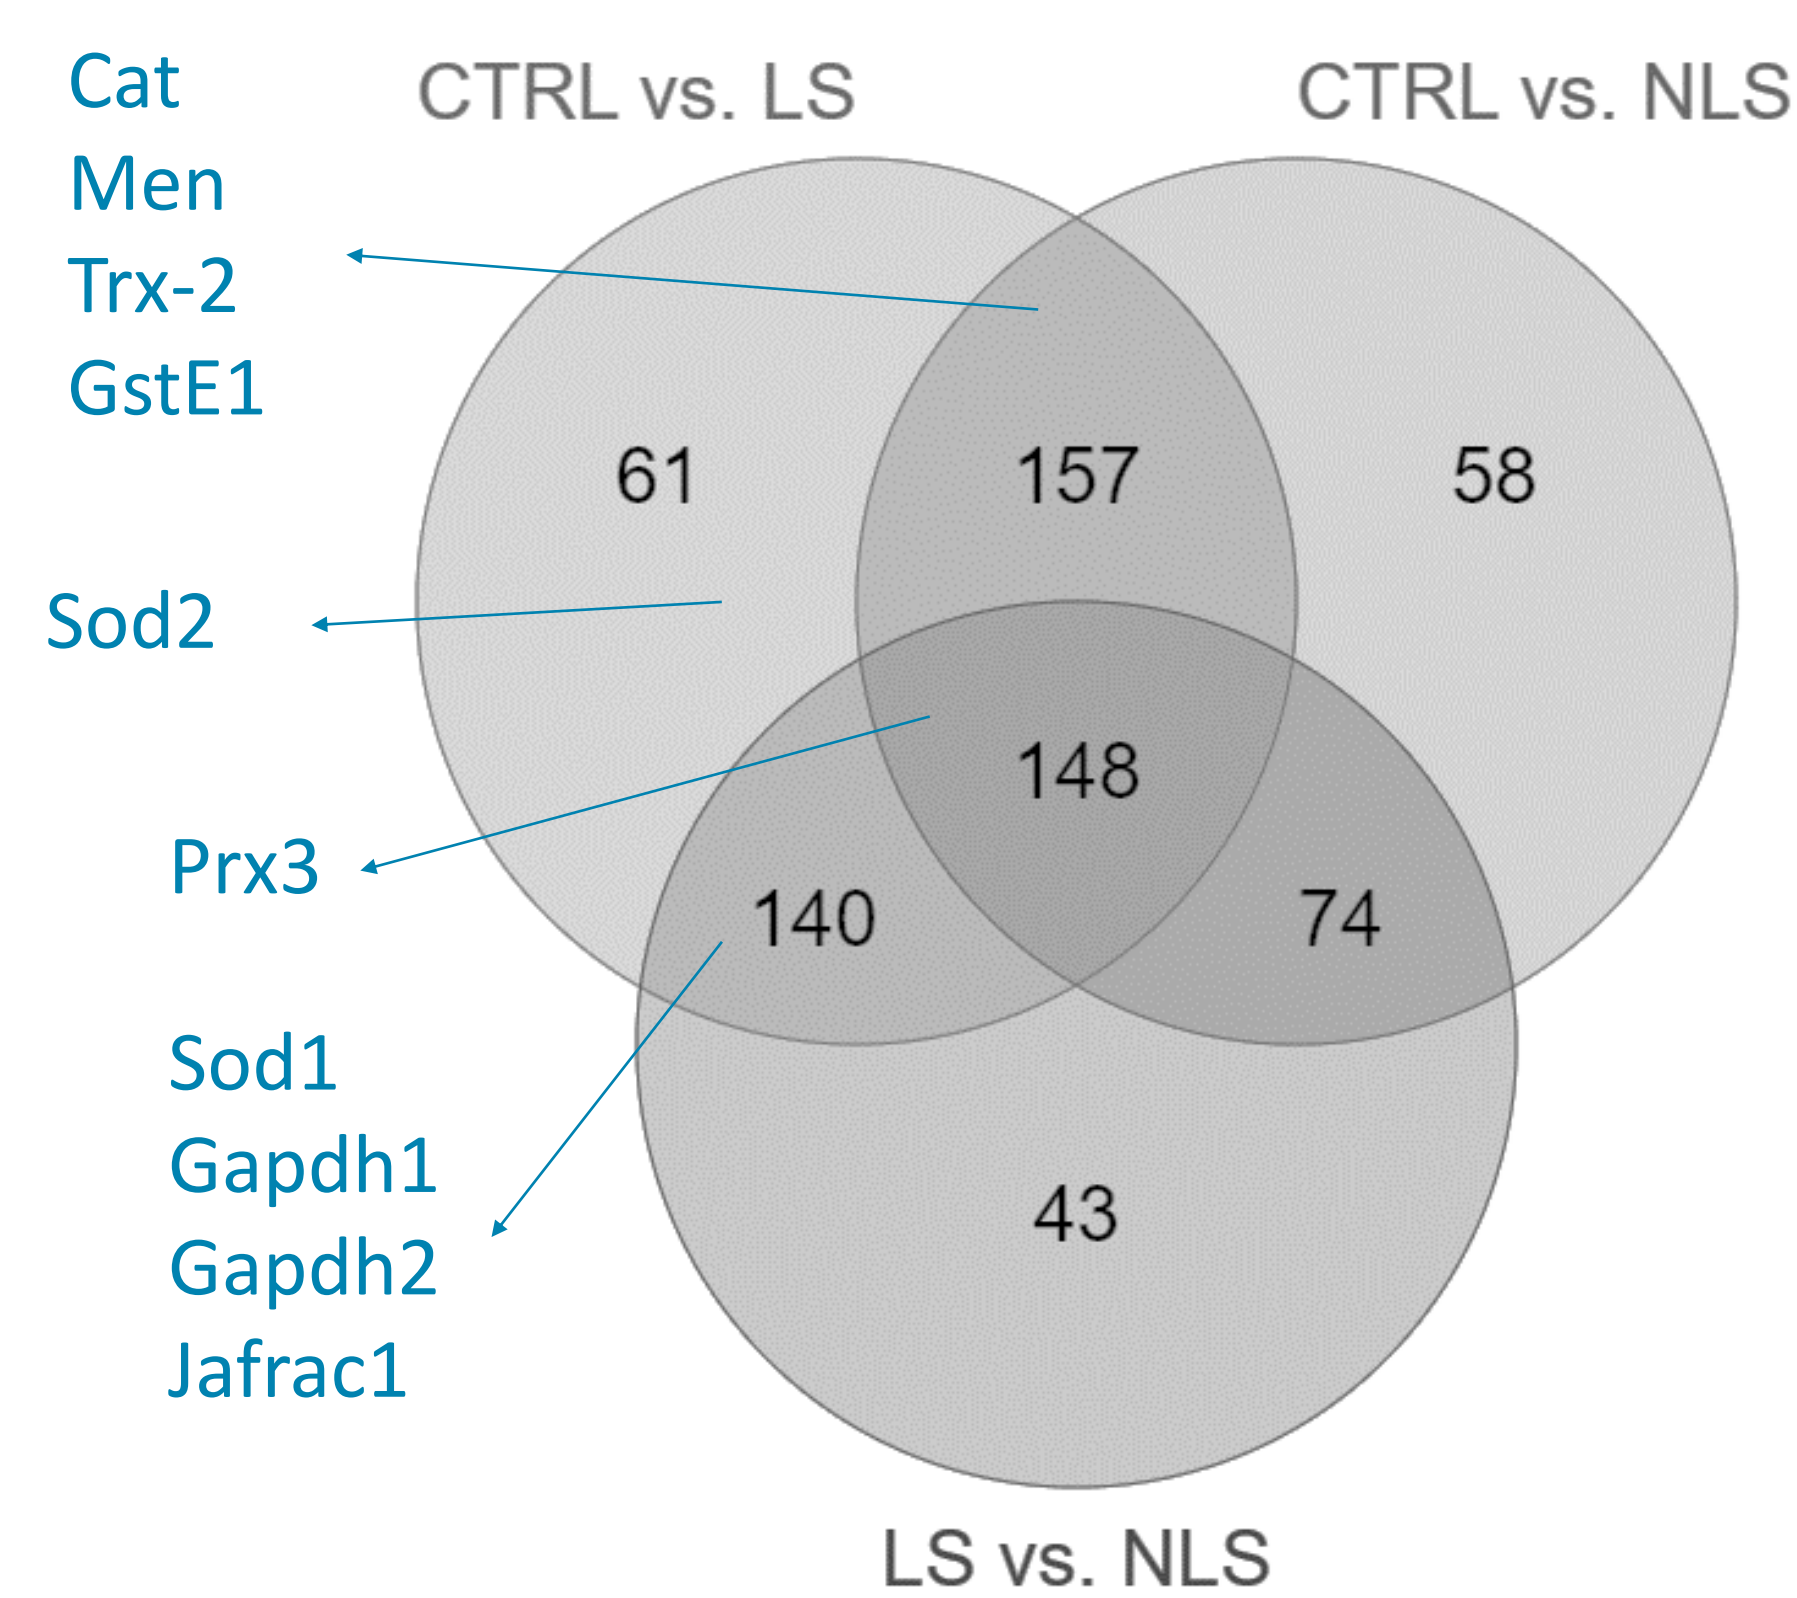 Cat
Men
Trx-2
GstE1
CTRL vs. LS
CTRL vs. NLS
61
157
58
Sod2
148
Prx3
140
74
Sod1
Gapdh1
Gapdh2
Jafrac1
43
LS vs. NLS